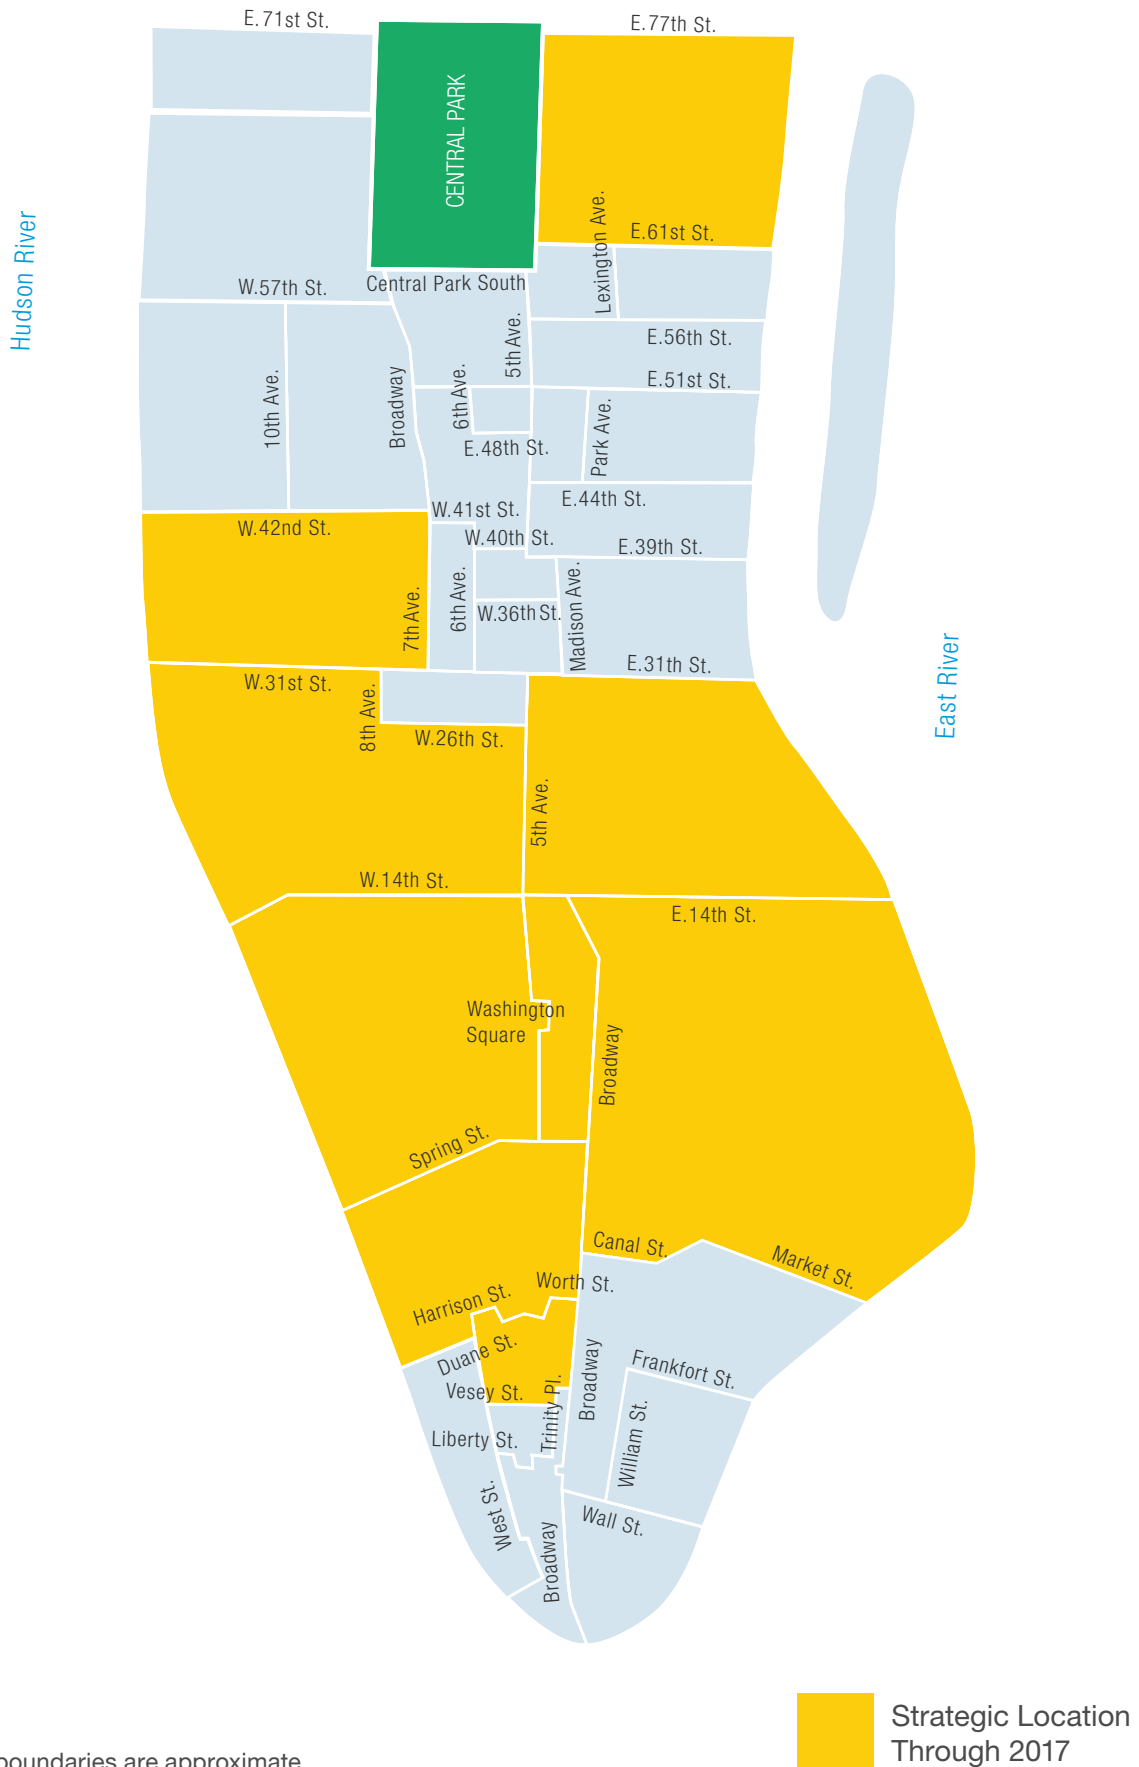 E.71st St.
E.77th St.
CENTRAL PARK
Hudson River
Lexington Ave.
E.61st St.
W.57th St.
Central Park South
5th Ave.
E.56th St.
E.51st St.
10th Ave.
Broadway
6th Ave.
Park Ave.
E.48th St.
E.44th St.
W.41st St.
W.42nd St.
W.40th St.
E.39th St.
7th Ave.
6th Ave.
W.36th St.
Madison Ave.
E.31th St.
East River
W.31st St.
8th Ave.
W.26th St.
5th Ave.
W.14th St.
E.14th St.
Washington
Square
Broadway
Spring St.
Canal St.
Market St.
Worth St.
Harrison St.
Duane St.
Vesey St.
Trinity Pl.
Broadway
Frankfort St.
William St.
Liberty St.
West St.
Wall St.
Broadway
Strategic Location
Through 2017
boundaries are approximate